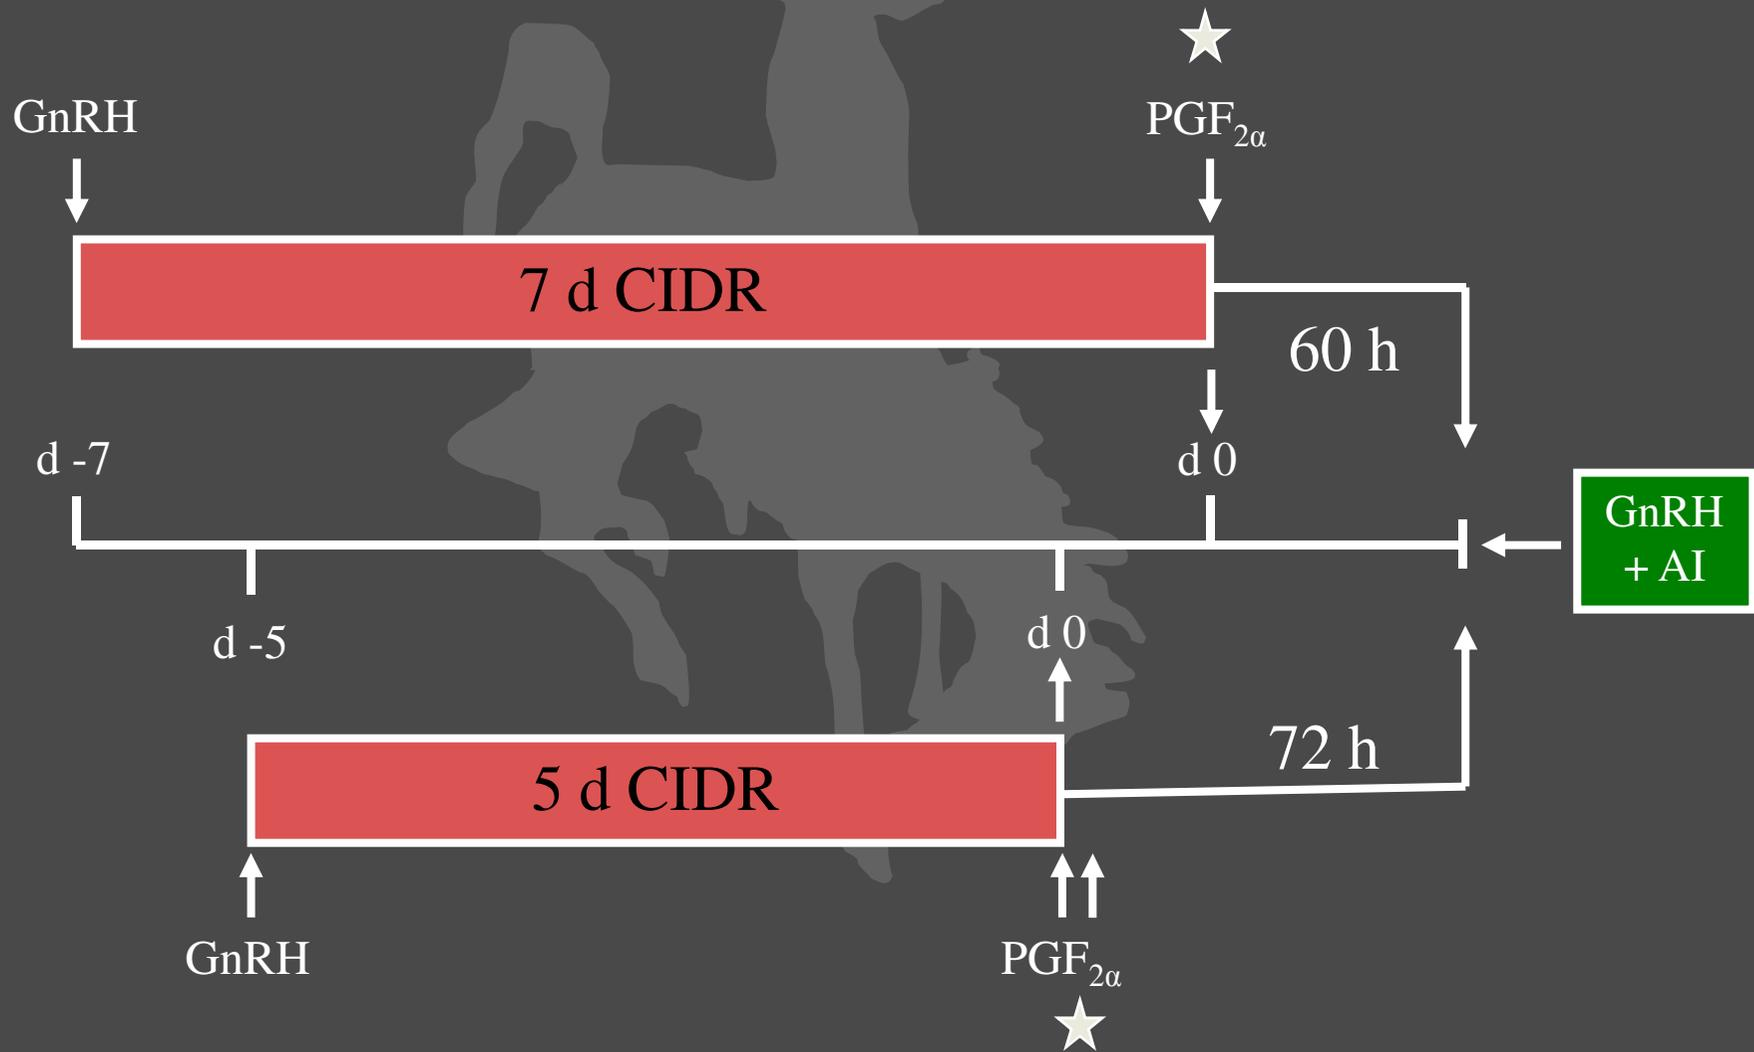 GnRH
PGF₂α
7 d CIDR
60 h
d -7
d 0
GnRH
+ AI
d -5
d 0
72 h
5 d CIDR
GnRH
PGF₂α